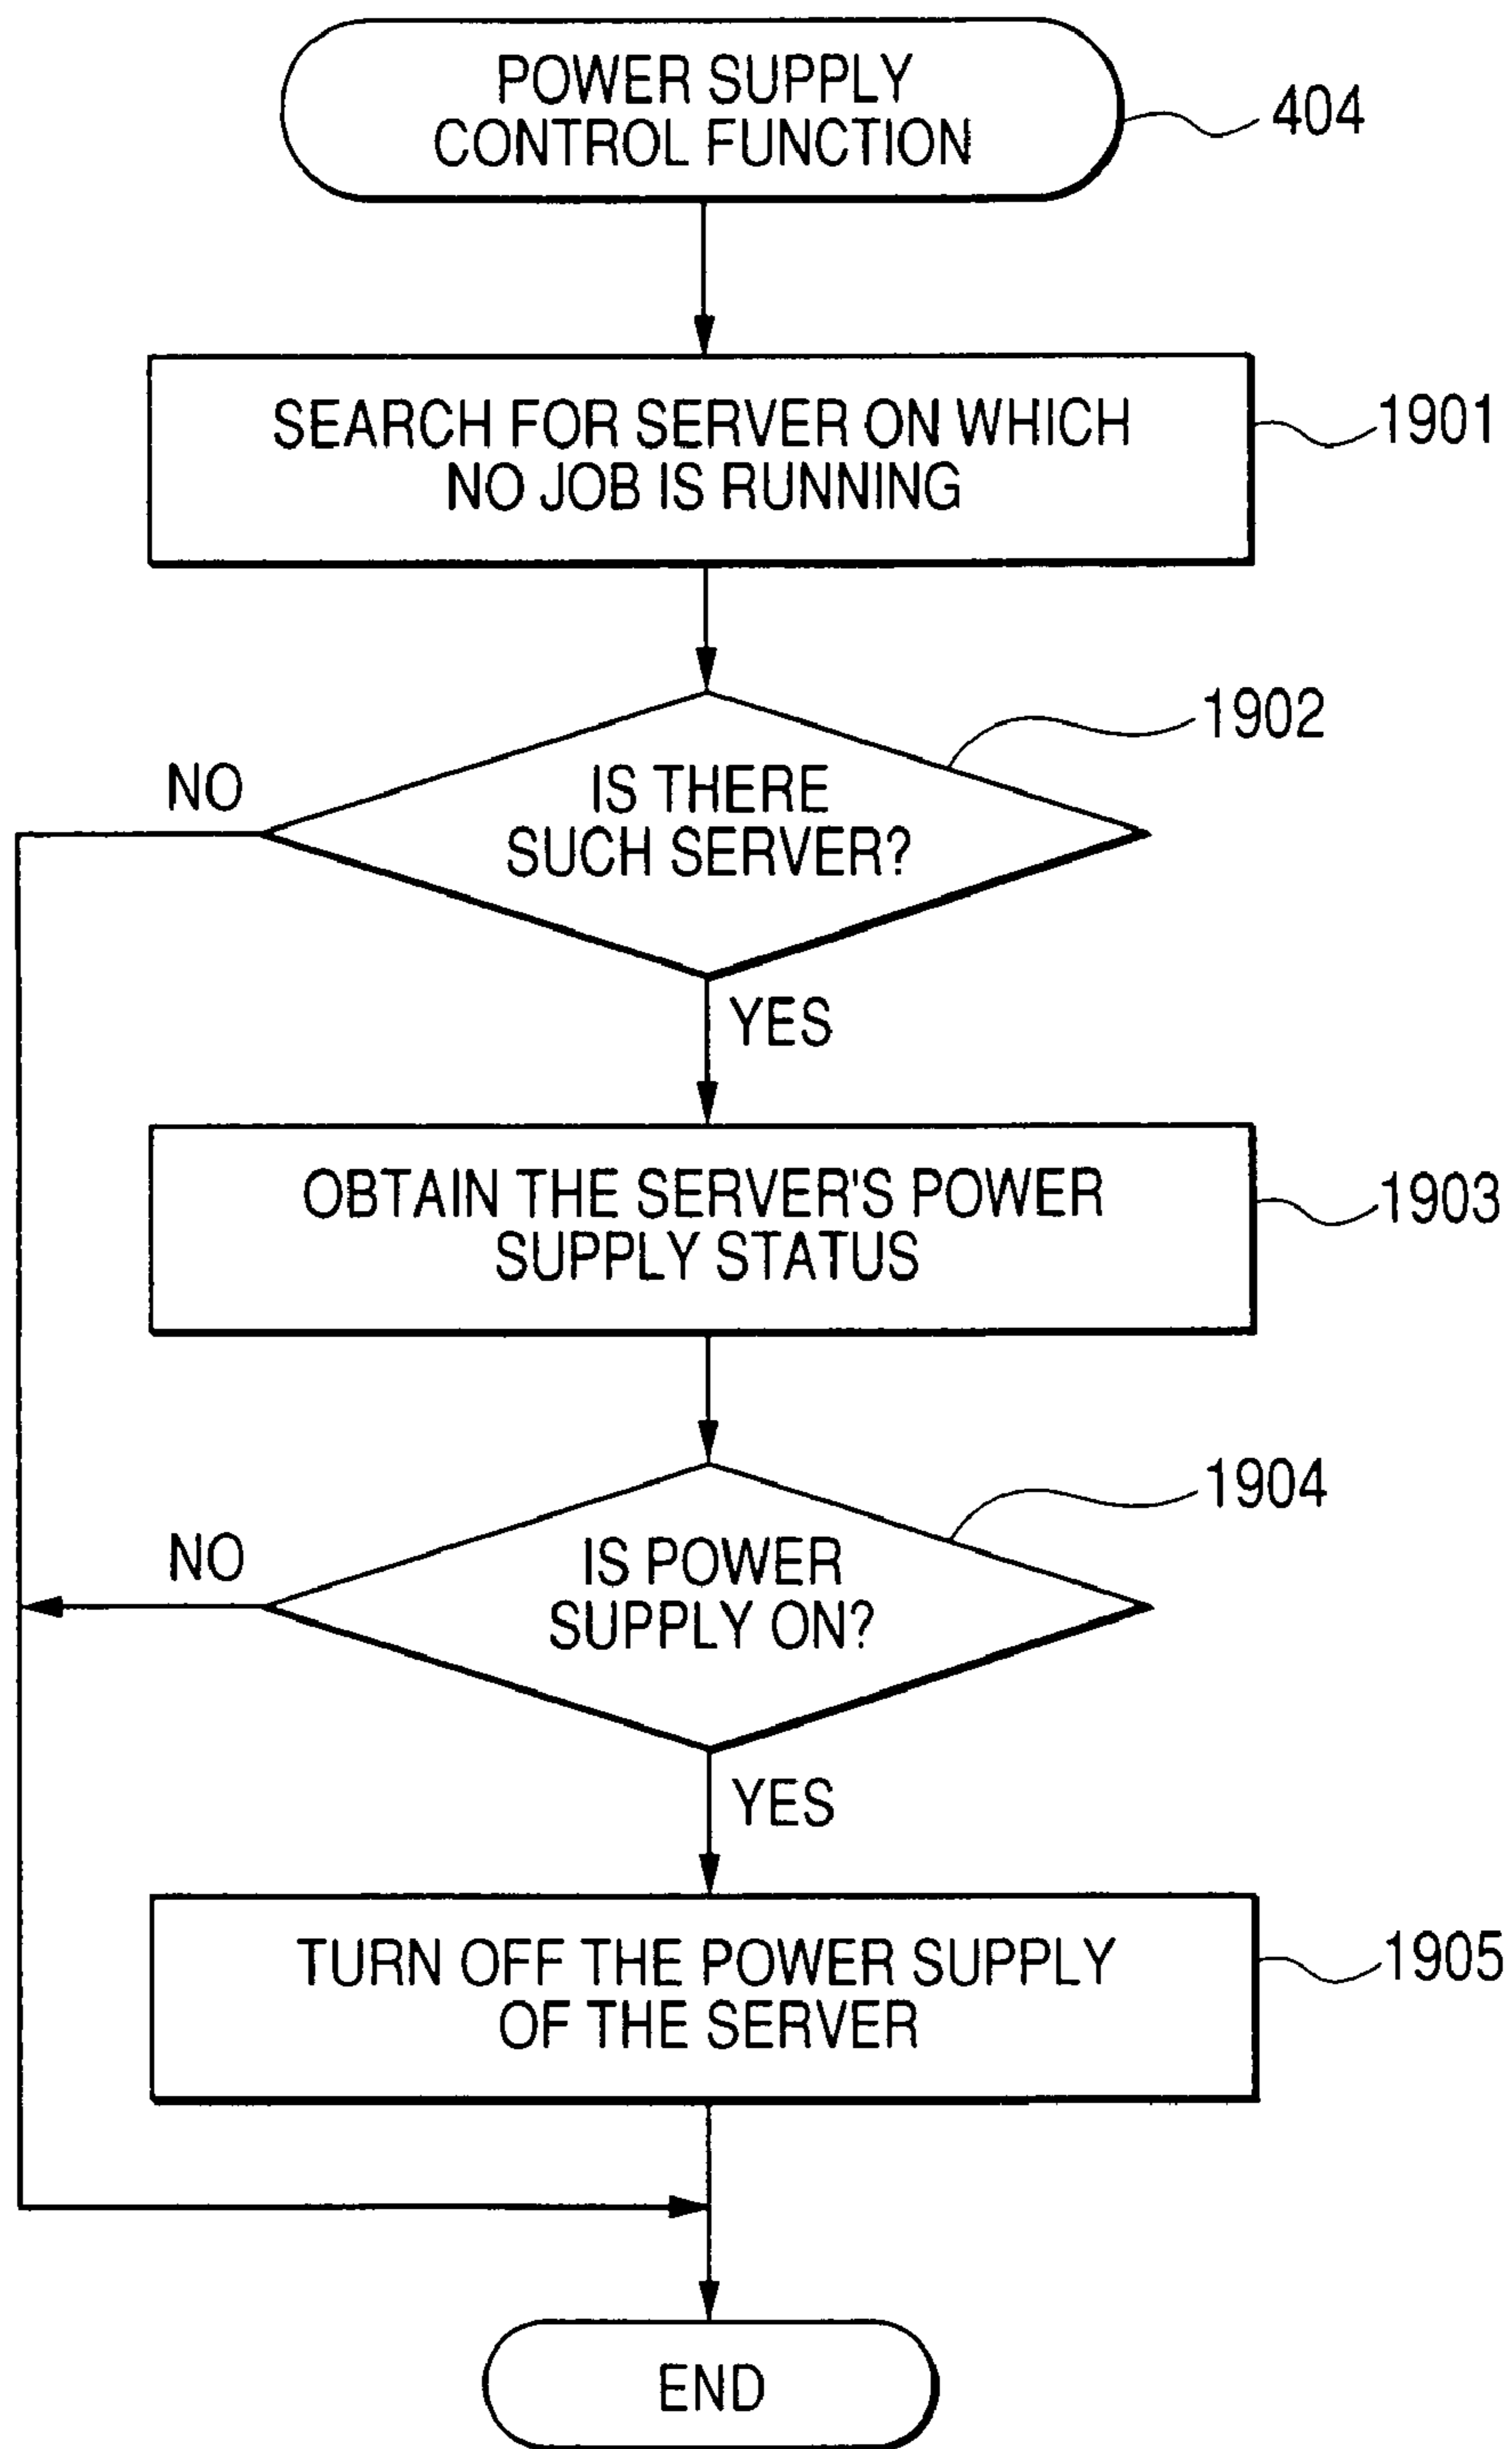 POWER SUPPLY
CONTROL FUNCTION
404
SEARCH FOR SERVER ON WHICH
NO JOB IS RUNNING
1901
1902
NO
IS THERE
SUCH SERVER?
YES
OBTAIN THE SERVER'S POWER
SUPPLY STATUS
1903
1904
NO
IS POWER
SUPPLY ON?
YES
TURN OFF THE POWER SUPPLY
OF THE SERVER
1905
END